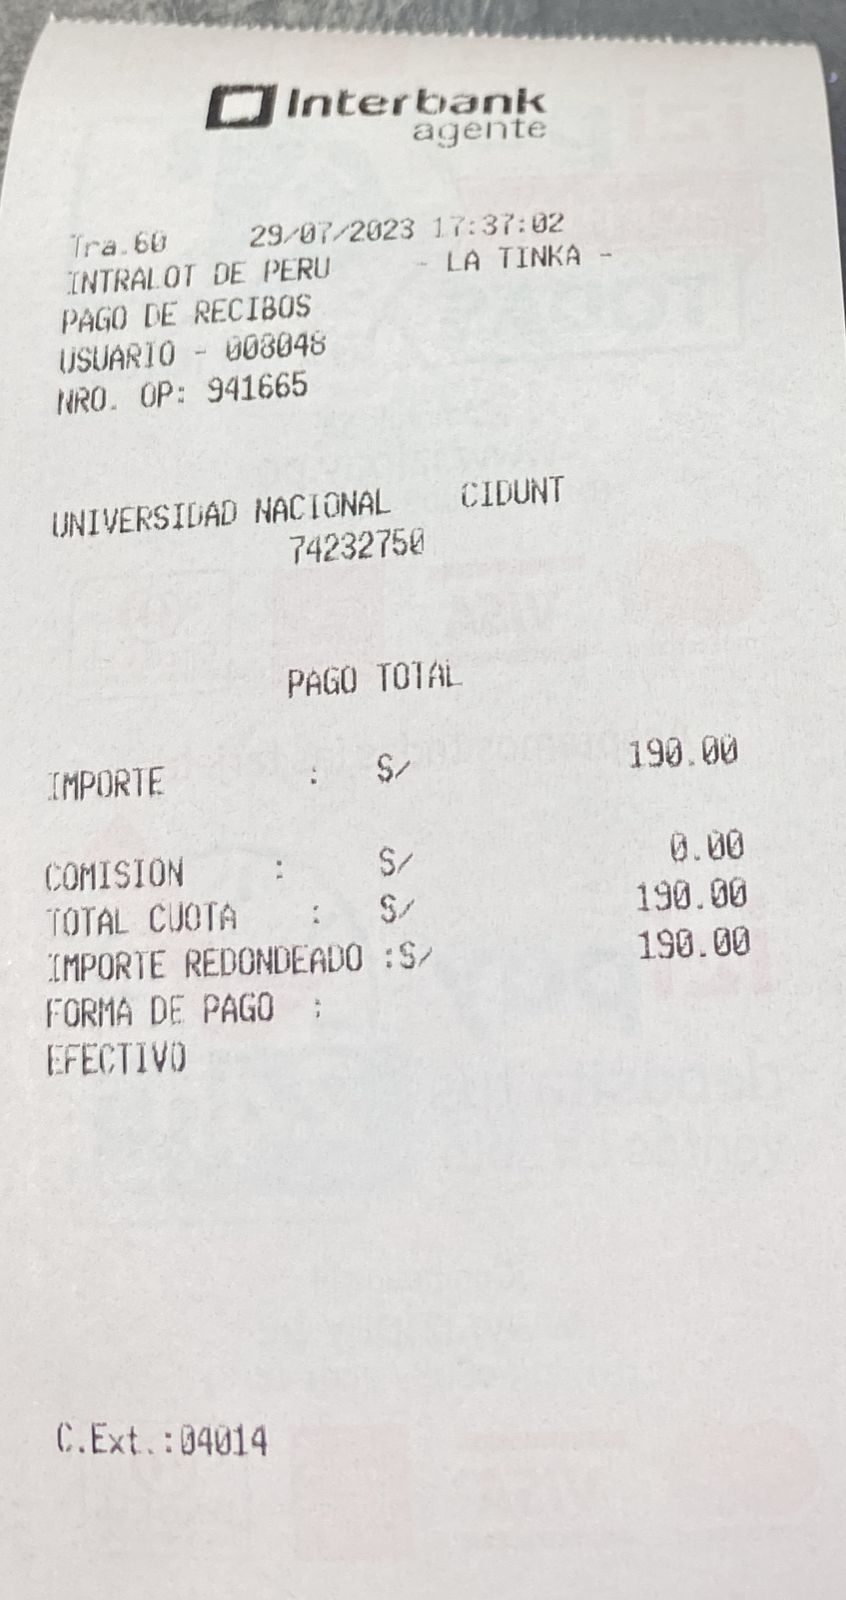 Interbank
agente
Tra.60 29/07/2023 17:37:02
INTRALOT DE PERU - LA TINKA -
PAGO DE RECIBOS
USUARIO - 008048
NRO. OP: 941665
UNIVERSIDAD NACIONAL CIDUNT
74232750
PAGO TOTAL
IMPORTE : S/ 190.00
COMISION : S/ 0.00
TOTAL CUOTA : S/ 190.00
IMPORTE REDONDEADO :S/ 190.00
FORMA DE PAGO :
EFECTIVO
C.Ext.:04014